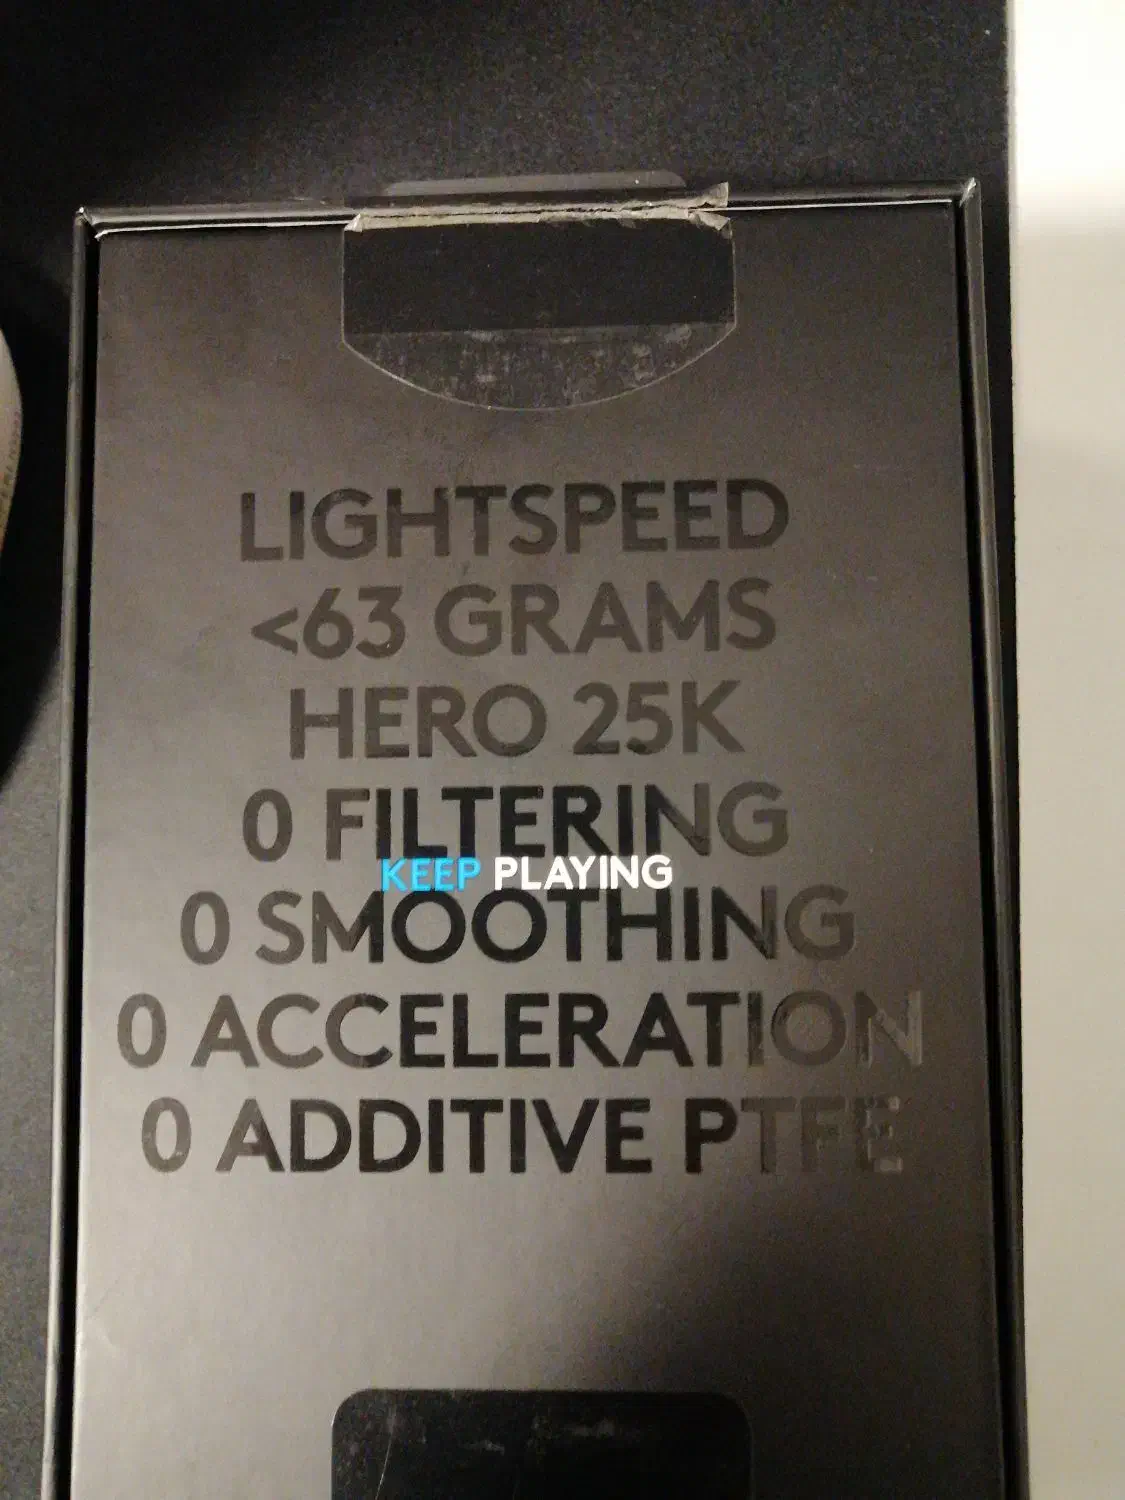 LIGHTSPEED
<63 GRAMS
HERO 25K
0 FILTERING
KEEP PLAYING
0 SMOOTHING
0 ACCELERATION
0 ADDITIVE PTFE